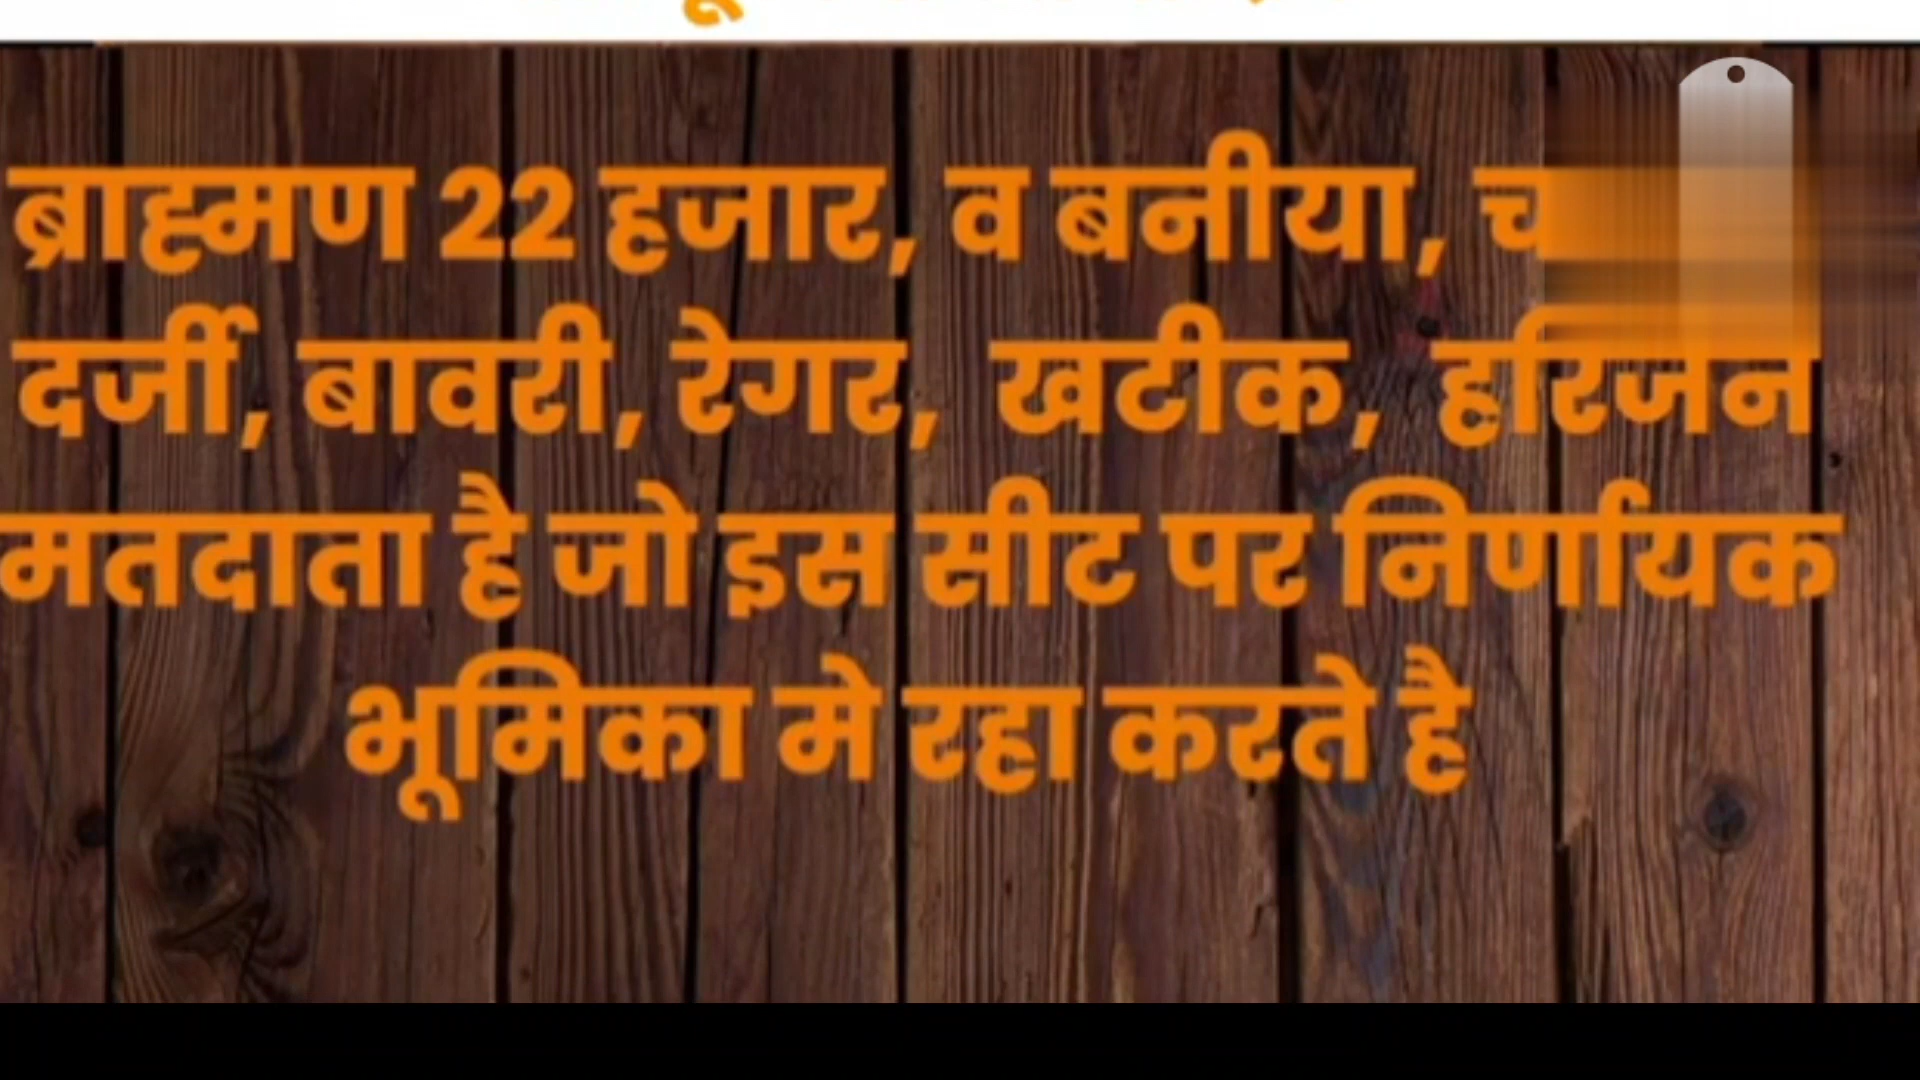 ब्राह्मण 22 हजार, व बनीया,
दर्जी, बावरी, रेगर, खटीक, हरिजन
मतदाता है जो इस सीट पर निर्णायक
भूमिका मे रहा करते है